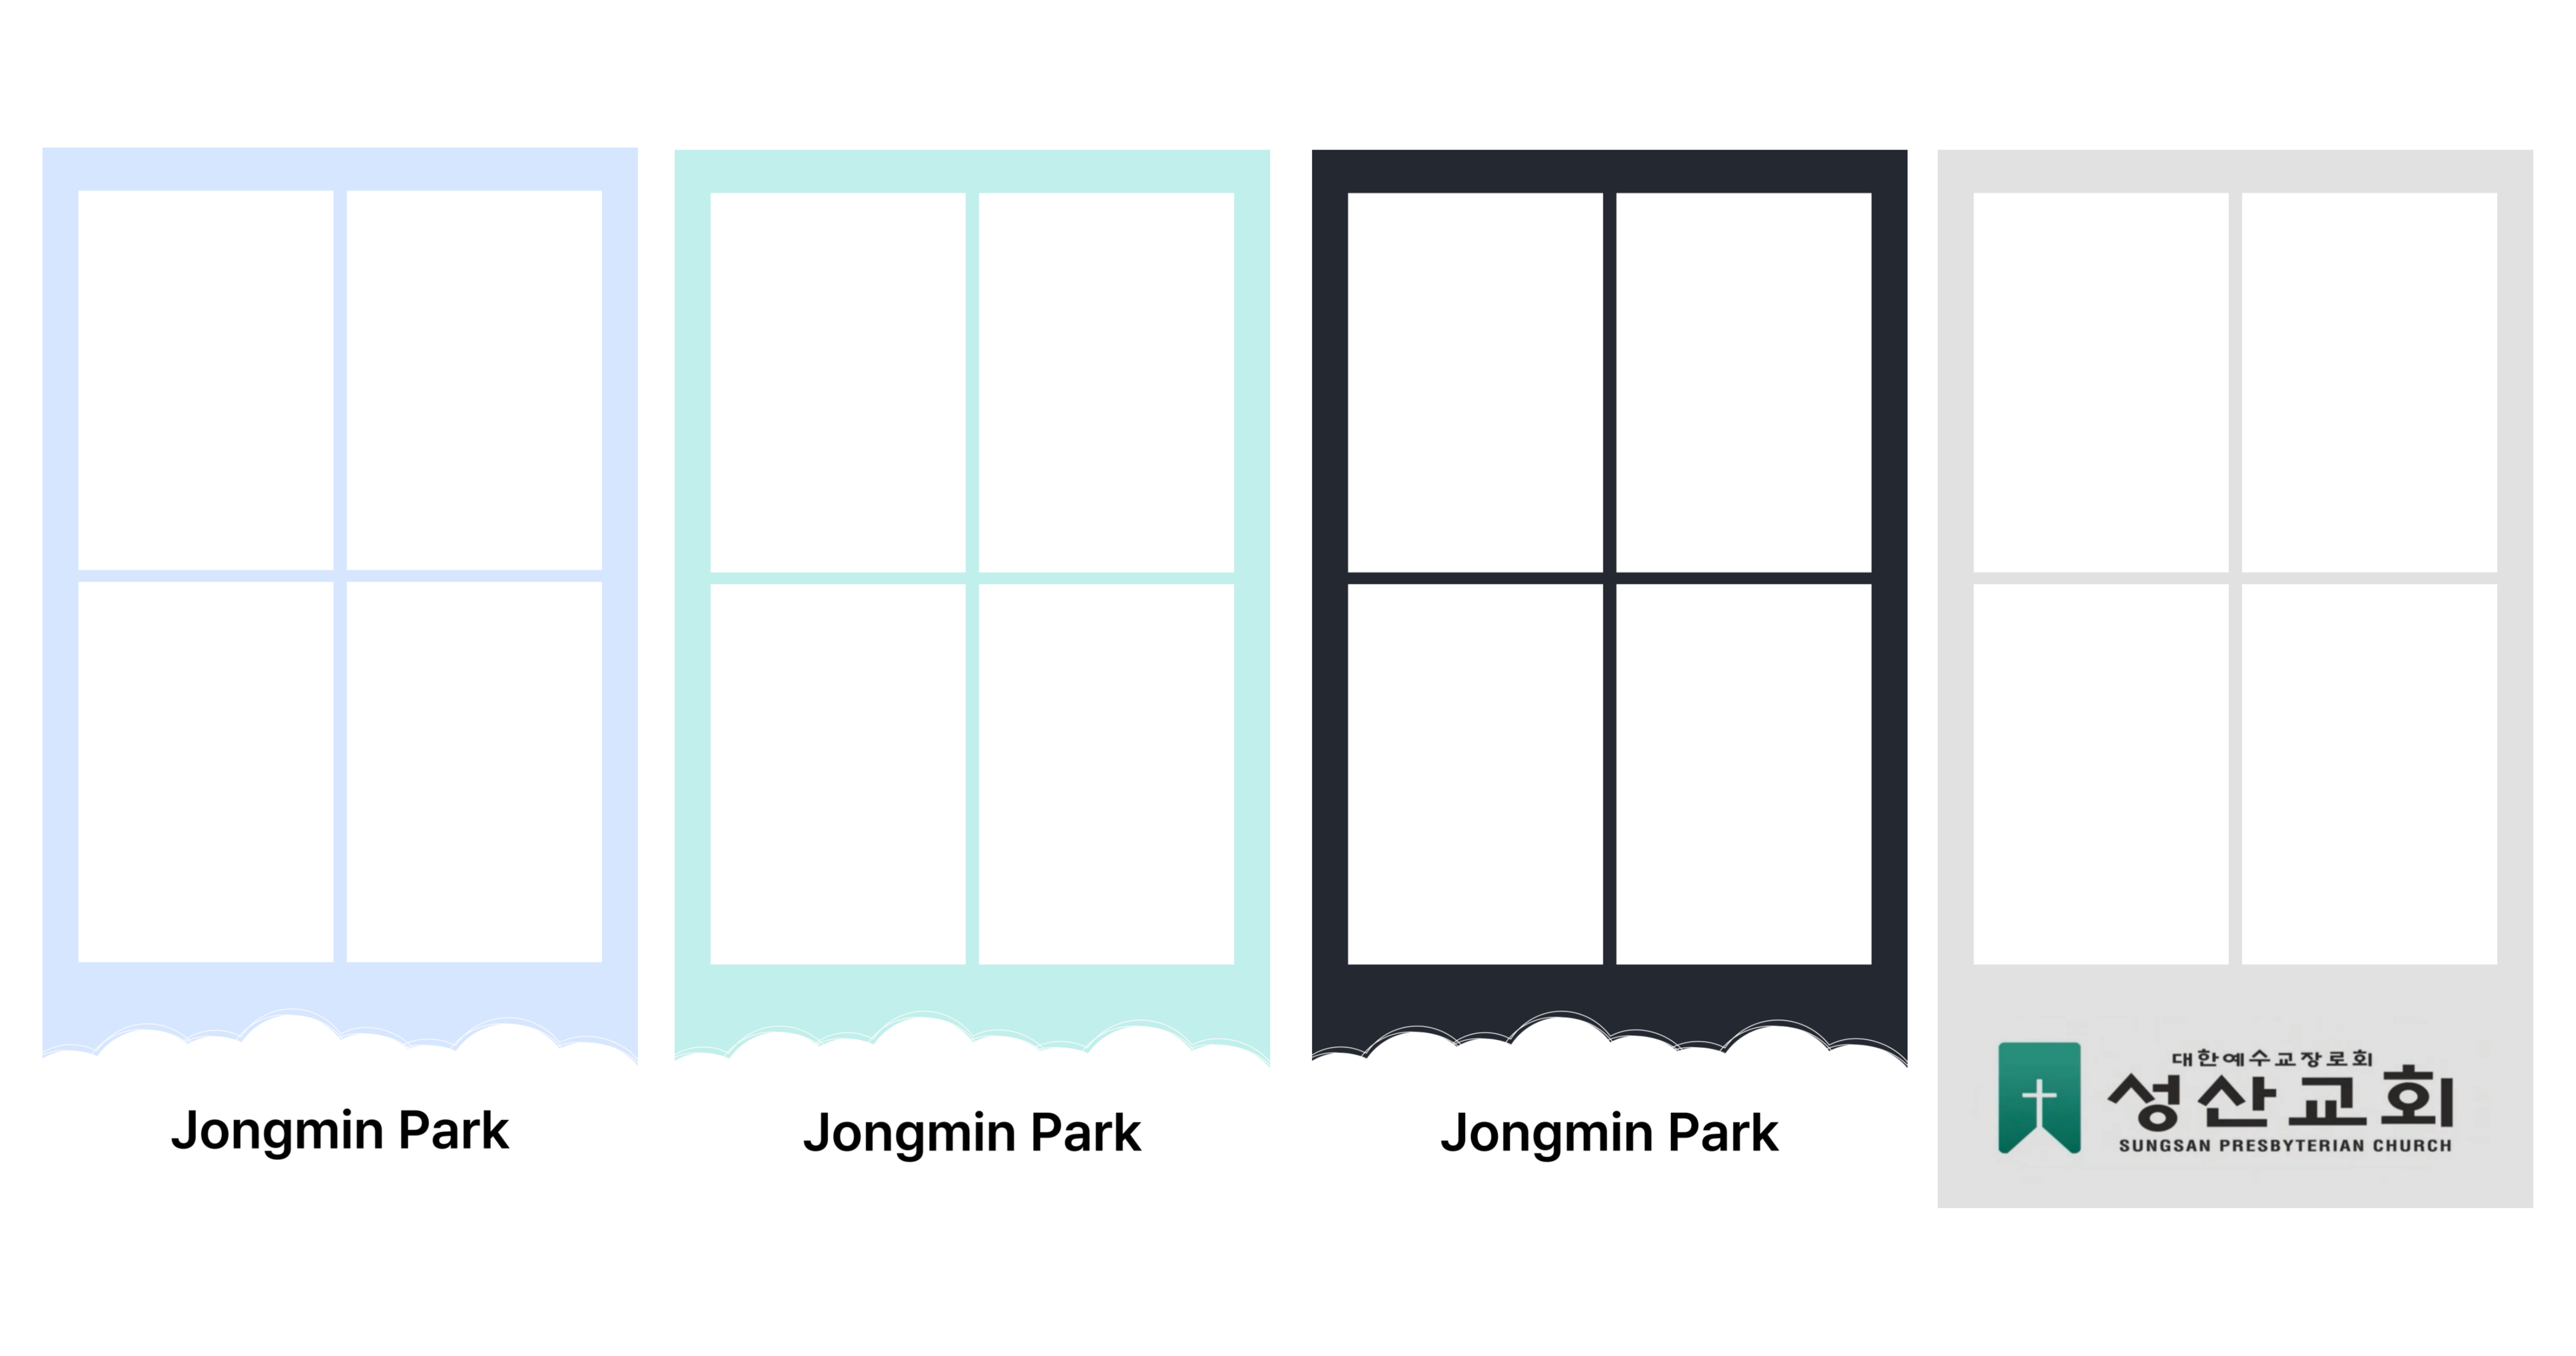 Jongmin Park
Jongmin Park
Jongmin Park
대한예수교장로회
성산교회
SUNGSAN PRESBYTERIAN CHURCH